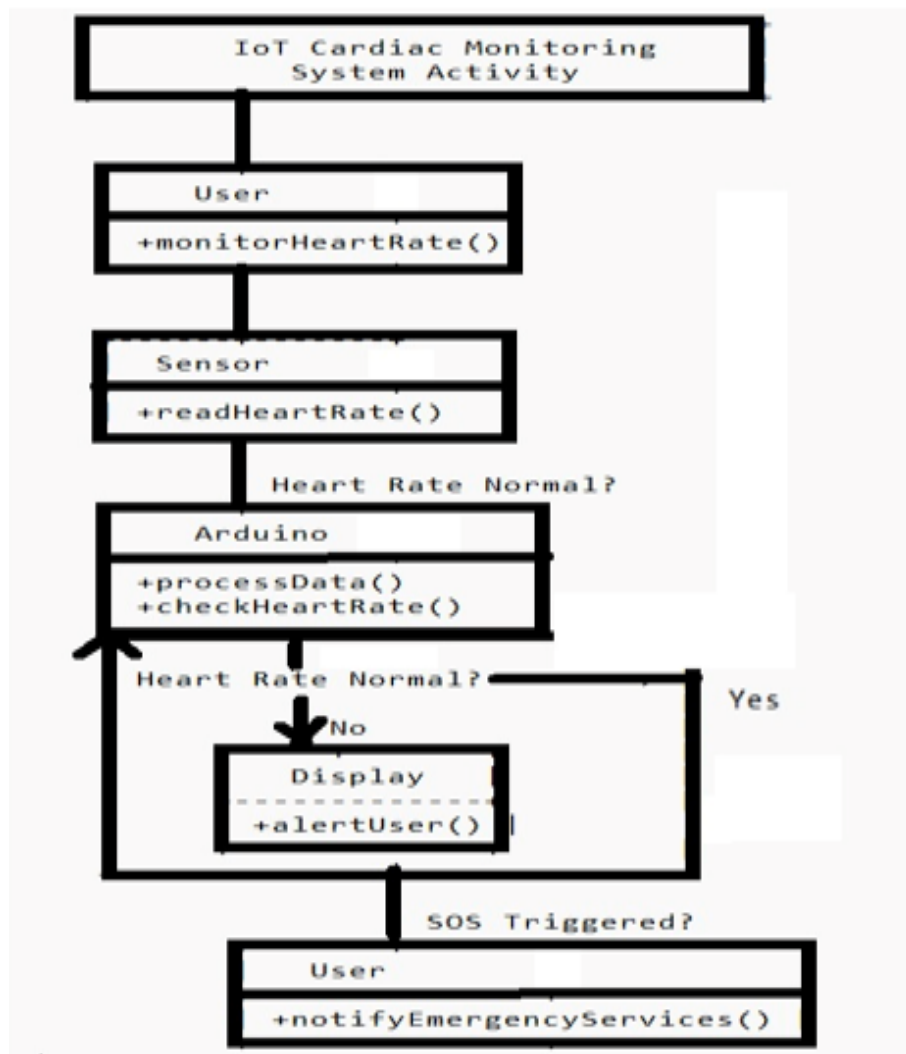 IoT Cardiac Monitoring
System Activity
User
+monitorHeartRate()
Sensor
+readHeartRate()
Heart Rate Normal?
Arduino
+processData()
+checkHeartRate()
Heart Rate Normal?
Yes
No
Display
+alertUser()
SOS Triggered?
User
+notifyEmergencyServices()